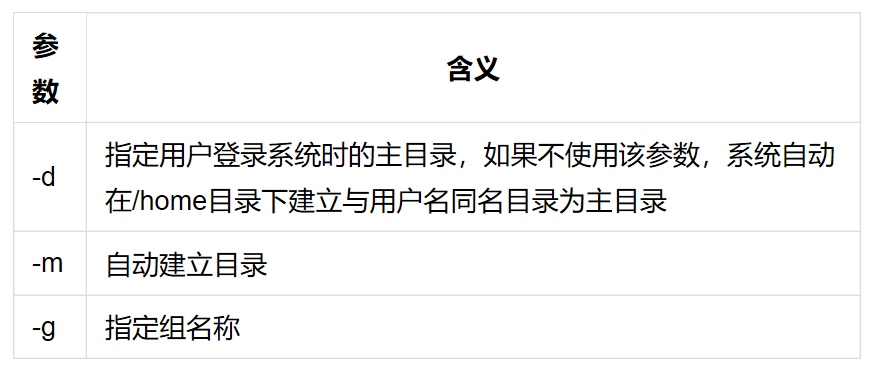 参
数
含义
-d
指定用户登录系统时的主目录，如果不使用该参数，系统自动
在/home目录下建立与用户名同名目录为主目录
-m
自动建立目录
-g
指定组名称